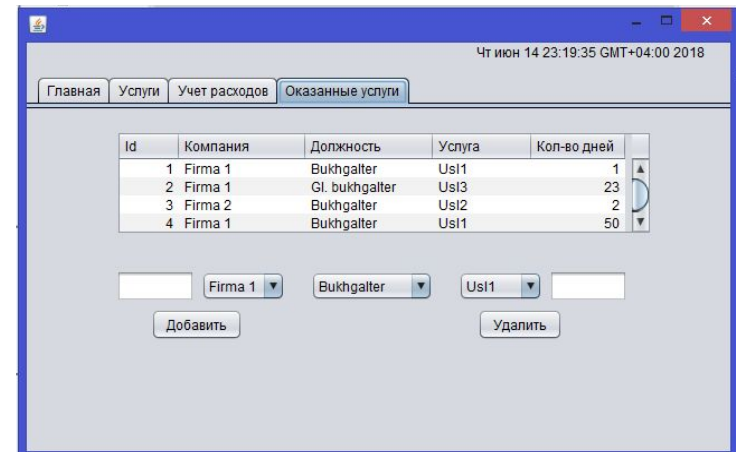 Чт июн 14 23:19:35 GMT+04:00 2018
Главная Услуги Учет расходов Оказанные услуги
Id Компания Должность Услуга Кол-во дней
1 Firma 1 Bukhgalter Usl1 1
2 Firma 1 Gl. bukhgalter Usl3 23
3 Firma 2 Bukhgalter Usl2 2
4 Firma 1 Bukhgalter Usl1 50
Firma 1 Bukhgalter Usl1
Добавить Удалить